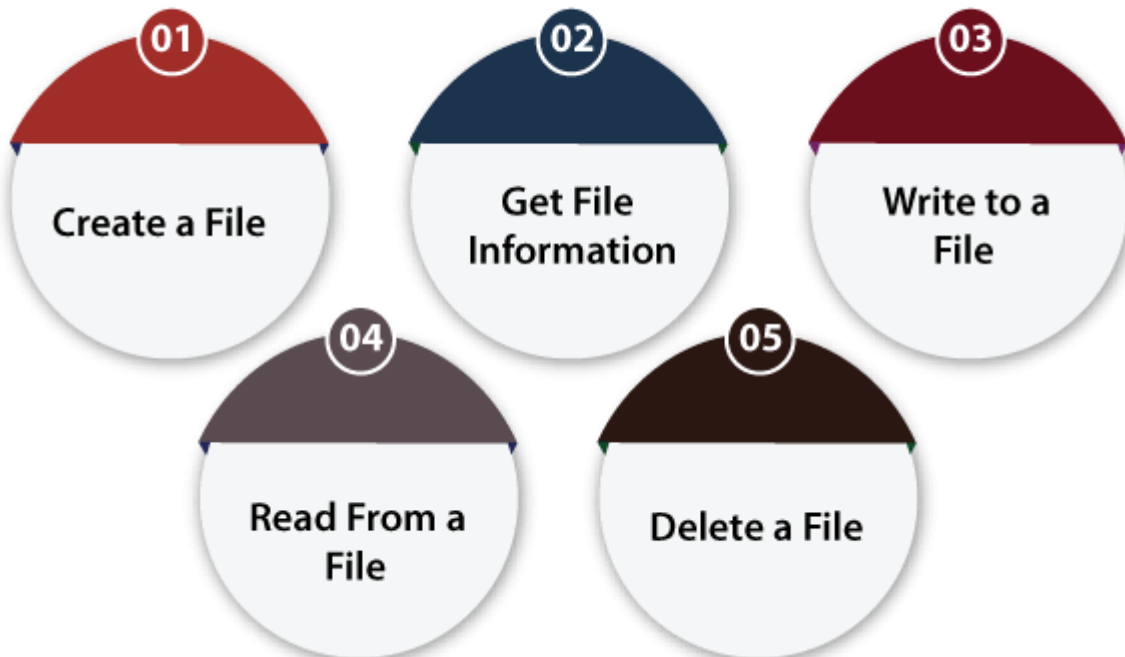 01
Create a File
02
Get File
Information
03
Write to a
File
04
Read From a
File
05
Delete a File